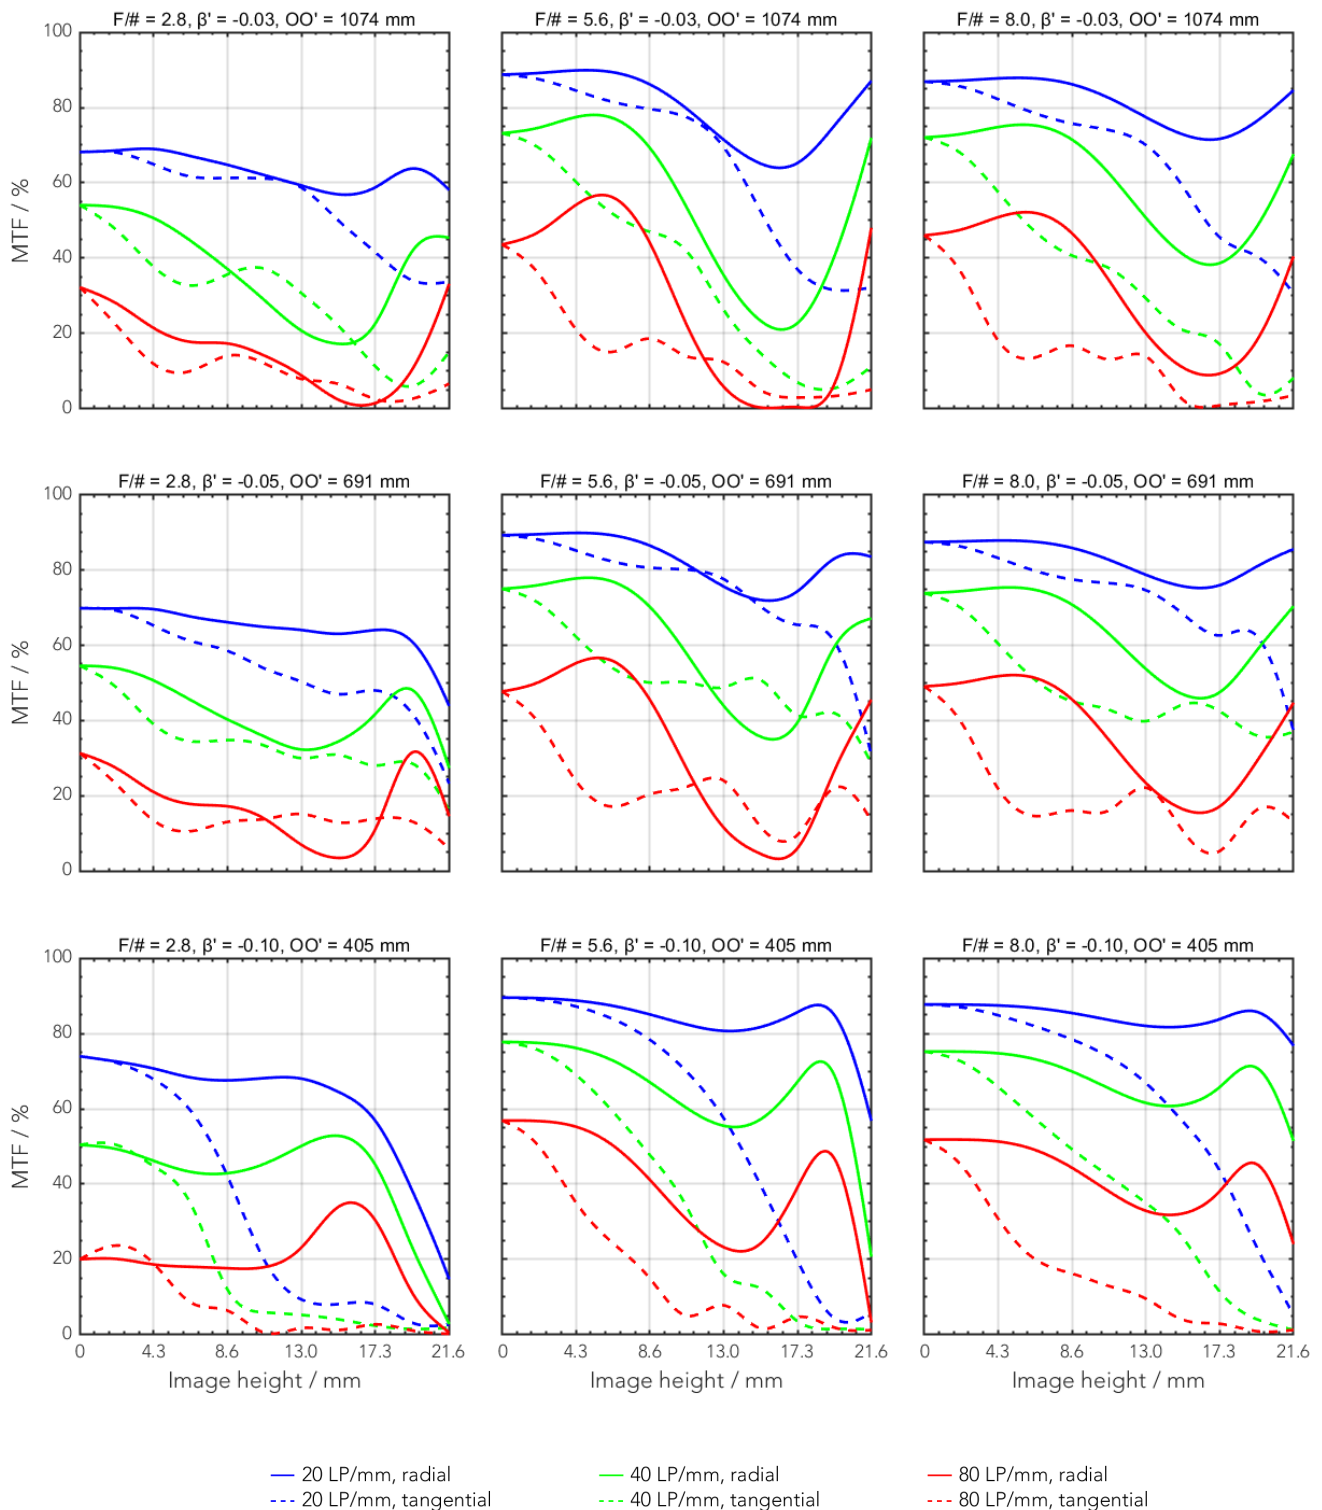 F/# = 2.8, β' = -0.03, OO' = 1074 mm
F/# = 5.6, β' = -0.03, OO' = 1074 mm
F/# = 8.0, β' = -0.03, OO' = 1074 mm
100
80
60
40
20
0
MTF / %
F/# = 2.8, β' = -0.05, OO' = 691 mm
F/# = 5.6, β' = -0.05, OO' = 691 mm
F/# = 8.0, β' = -0.05, OO' = 691 mm
100
80
60
40
20
0
MTF / %
F/# = 2.8, β' = -0.10, OO' = 405 mm
F/# = 5.6, β' = -0.10, OO' = 405 mm
F/# = 8.0, β' = -0.10, OO' = 405 mm
100
80
60
40
20
0
MTF / %
0 4.3 8.6 13.0 17.3 21.6
0 4.3 8.6 13.0 17.3 21.6
0 4.3 8.6 13.0 17.3 21.6
Image height / mm
Image height / mm
Image height / mm
20 LP/mm, radial
40 LP/mm, radial
80 LP/mm, radial
20 LP/mm, tangential
40 LP/mm, tangential
80 LP/mm, tangential